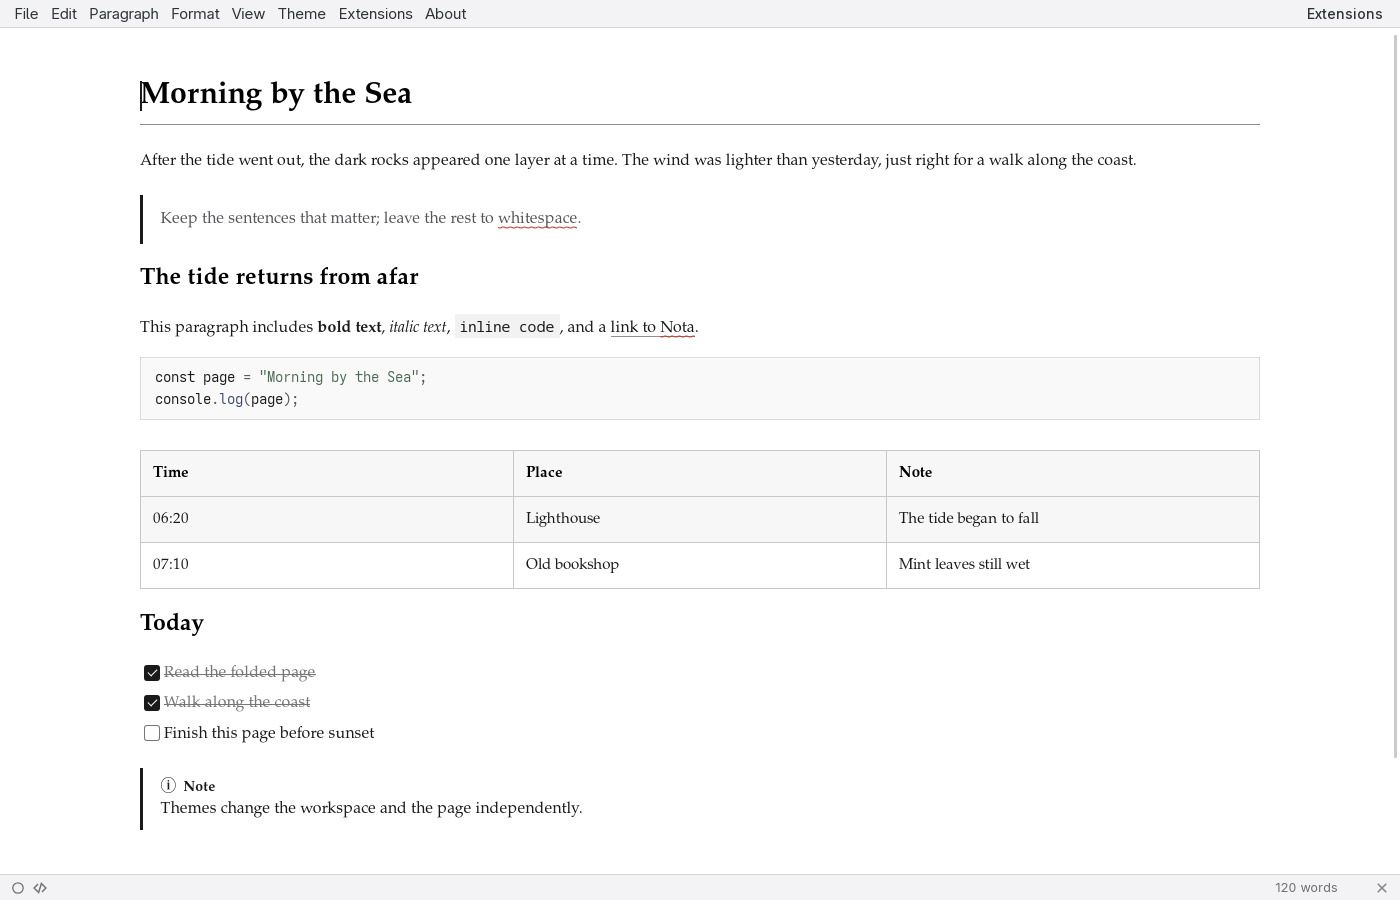 File Edit Paragraph Format View Theme Extensions About Extensions
Morning by the Sea
After the tide went out, the dark rocks appeared one layer at a time. The wind was lighter than yesterday, just right for a walk along the coast.
Keep the sentences that matter; leave the rest to whitespace.
The tide returns from afar
This paragraph includes bold text, italic text, inline code, and a link to Nota.
const page = "Morning by the Sea";
console.log(page);
Time Place Note
06:20 Lighthouse The tide began to fall
07:10 Old bookshop Mint leaves still wet
Today
Read the folded page
Walk along the coast
Finish this page before sunset
Note
Themes change the workspace and the page independently.
120 words